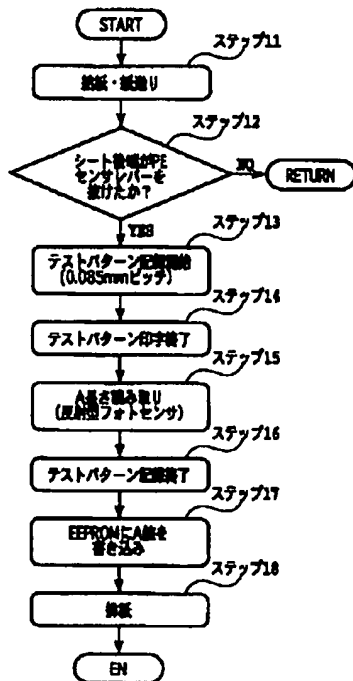 START
ステップ11
給紙・紙送り
ステップ12
シート後端がPE
センサレバーを
抜けたか？
NO
RETURN
YES
ステップ13
テストパターン記録開始
(0.085mmピッチ)
ステップ14
テストパターン印字終了
ステップ15
A長さ読み取り
(反射型フォトセンサ)
ステップ16
テストパターン記録終了
ステップ17
EEPROMにA値を
書き込み
ステップ18
排紙
EN